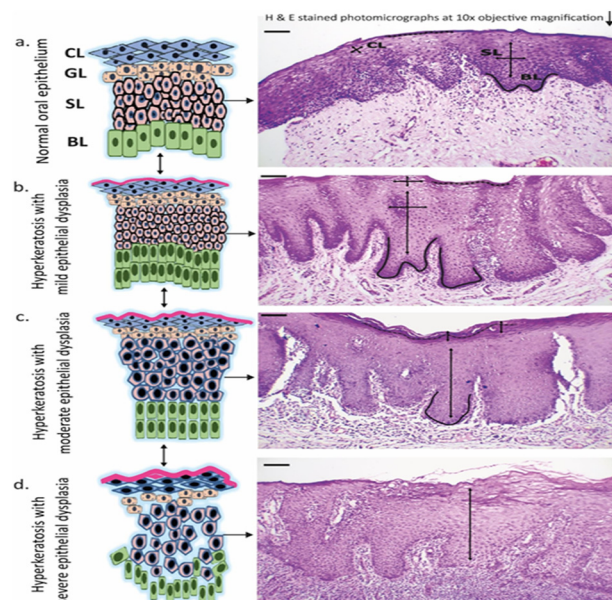 H & E stained photomicrographs at 10x objective magnification
a.
Normal oral epithelium
CL
GL
SL
BL
CL
SL
BL
b.
Hyperkeratosis with
mild epithelial dysplasia
c.
Hyperkeratosis with
moderate epithelial dysplasia
d.
Hyperkeratosis with
evere epithelial dysplasia